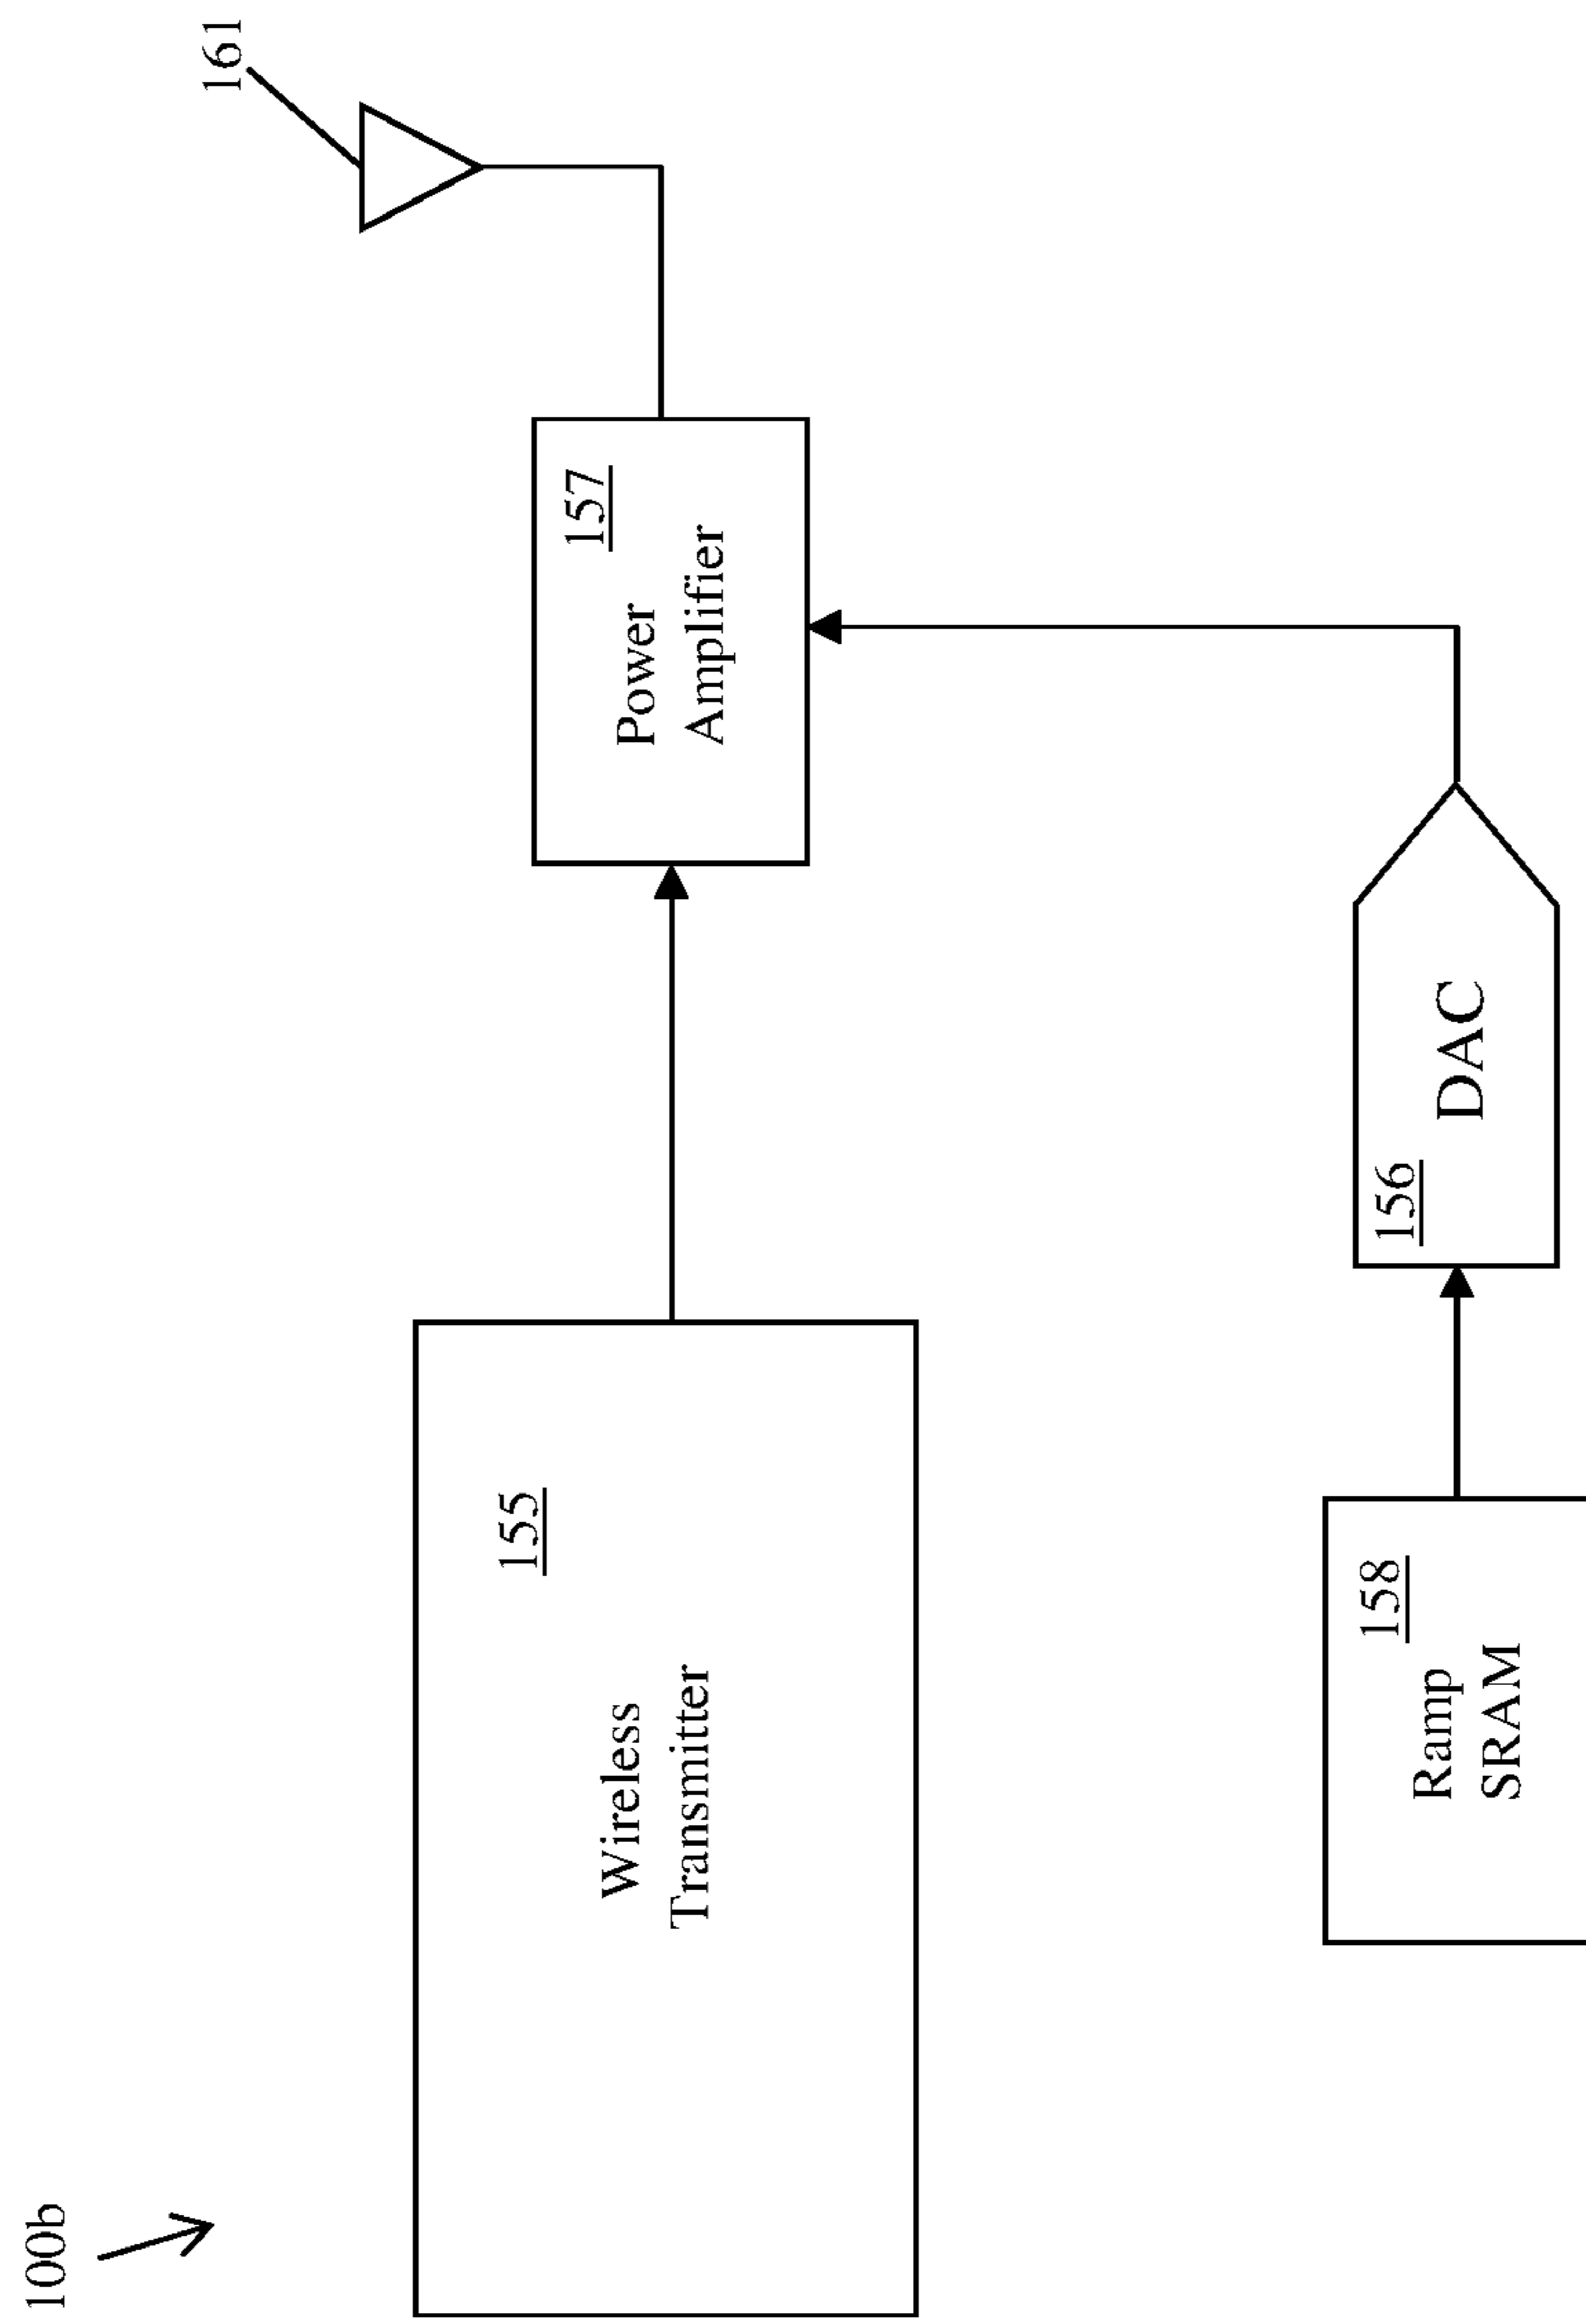 100b
161
155
Wireless
Transmitter
157
Power
Amplifier
158
Ramp
SRAM
156
DAC